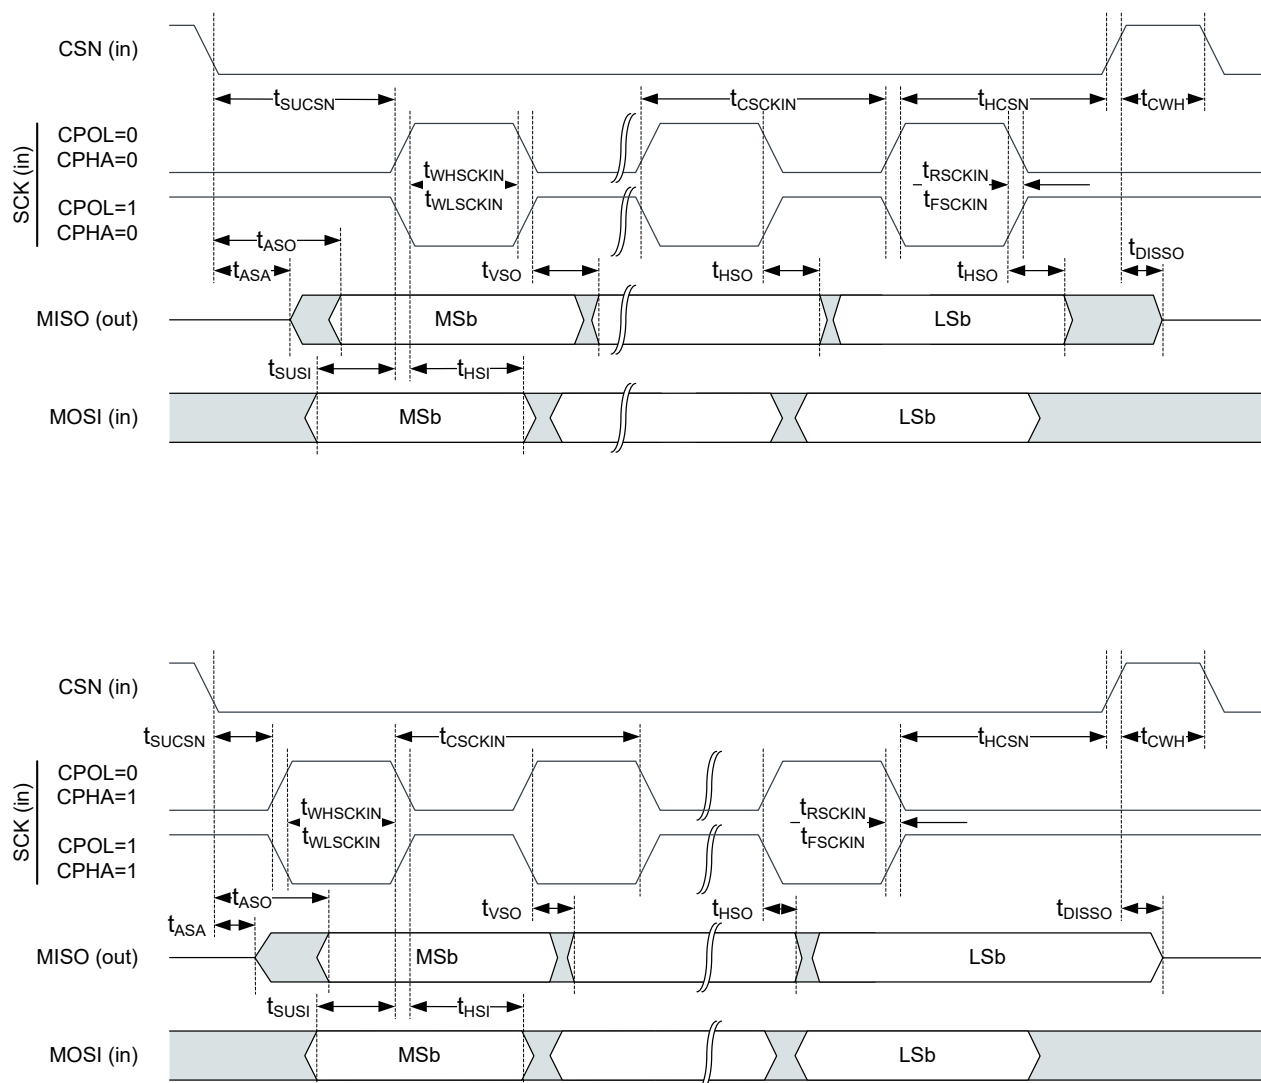 CSN (in)
tSUCSN
tCSCKIN
tHCSN
tCWH
SCK (in)
CPOL=0
CPHA=0
tWHSCKIN
tRSCKIN
CPOL=1
CPHA=0
tWLSCKIN
tFSCKIN
tASO
tASA
tVSO
tHSO
tHSO
tDISSO
MISO (out)
MSb
LSb
tSUSI
tHSI
MOSI (in)
MSb
LSb
CSN (in)
tSUCSN
tCSCKIN
tHCSN
tCWH
SCK (in)
CPOL=0
CPHA=1
tWHSCKIN
tRSCKIN
CPOL=1
CPHA=1
tWLSCKIN
tFSCKIN
tASO
tASA
tVSO
tHSO
tDISSO
MISO (out)
MSb
LSb
tSUSI
tHSI
MOSI (in)
MSb
LSb